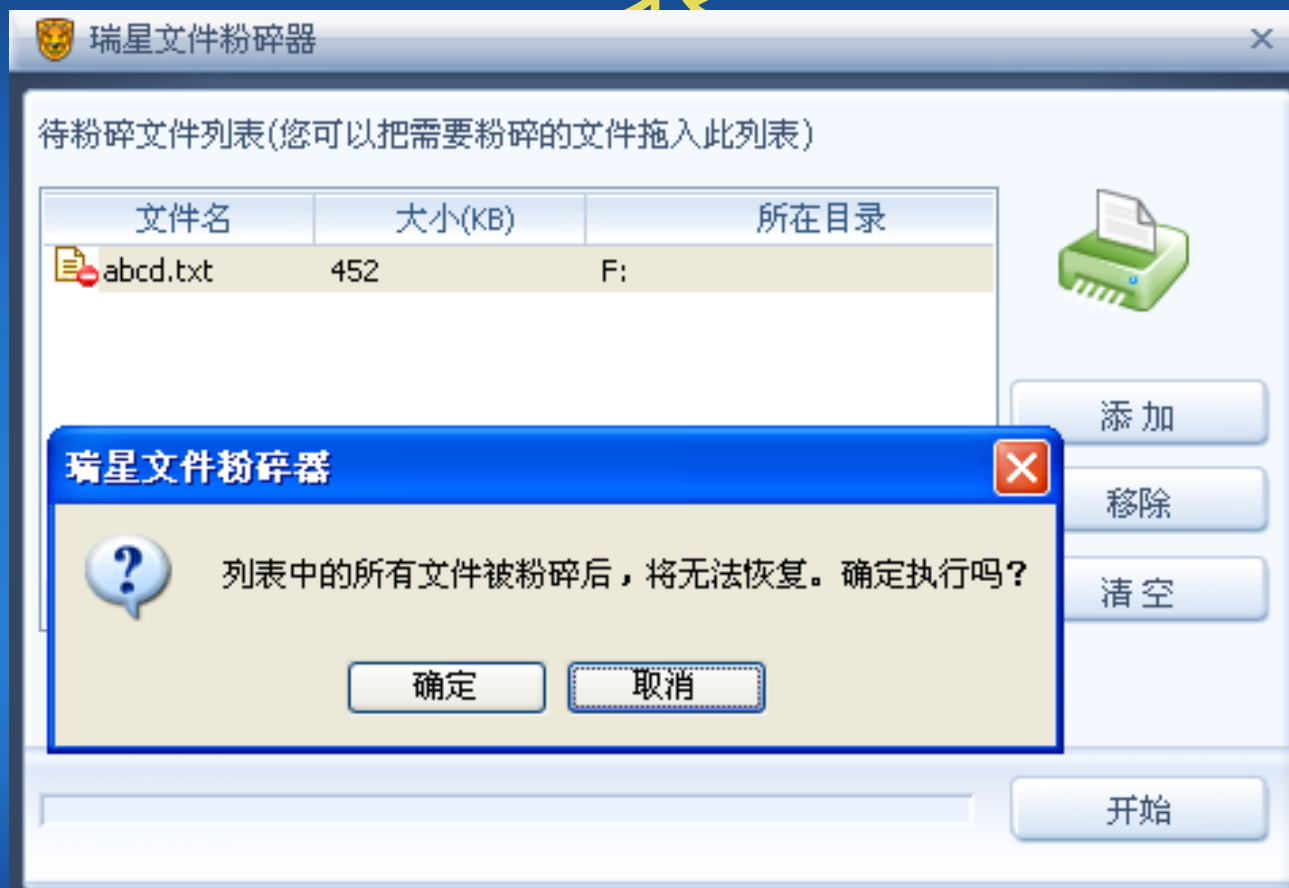 瑞星文件粉碎器
待粉碎文件列表(您可以把需要粉碎的文件拖入此列表)
文件名 大小(KB) 所在目录
abcd.txt 452 F:
添加
瑞星文件粉碎器
移除
列表中的所有文件被粉碎后，将无法恢复。确定执行吗？
清空
确定 取消
开始